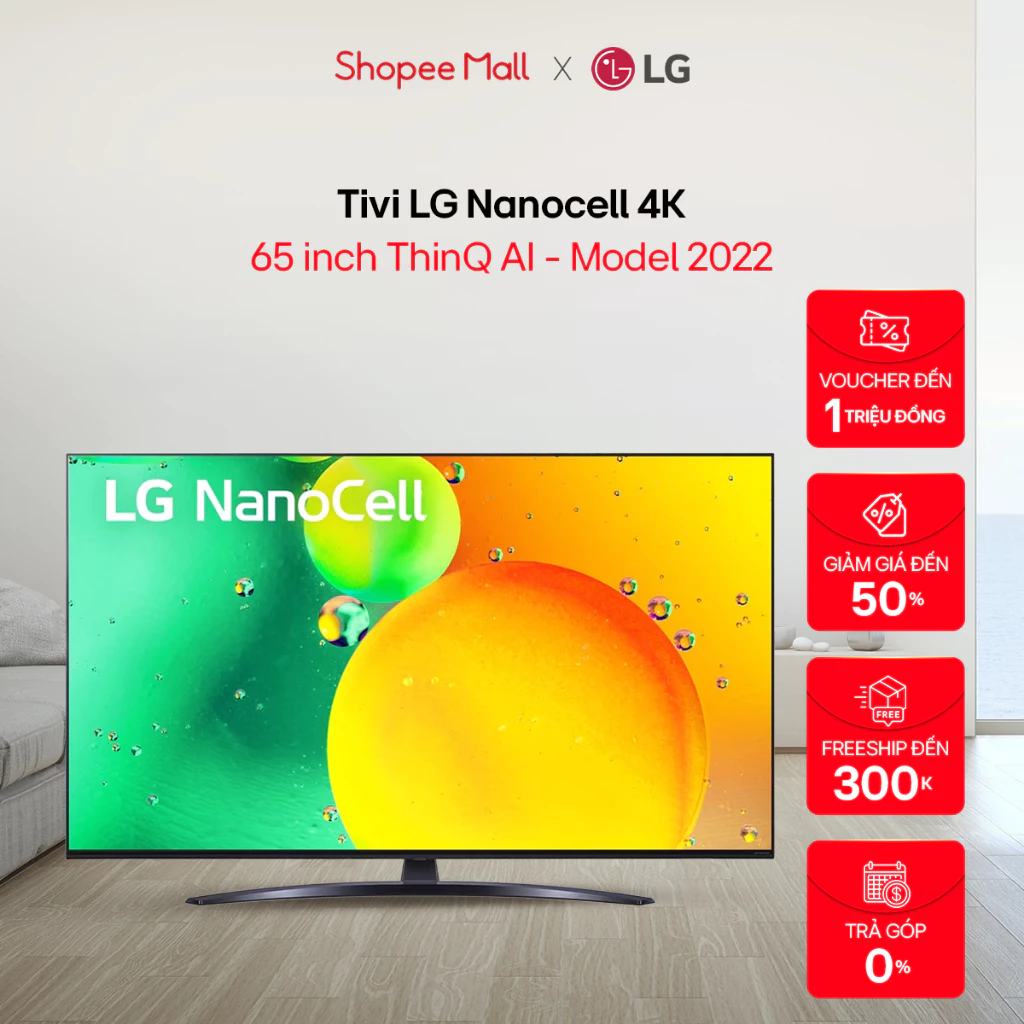 Shopee Mall X LG
Tivi LG Nanocell 4K
65 inch ThinQ AI - Model 2022
VOUCHER ĐẾN
1 TRIỆU ĐỒNG
LG NanoCell
GIẢM GIÁ ĐẾN
50%
FREE
FREESHIP ĐẾN
300K
TRẢ GÓP
0%